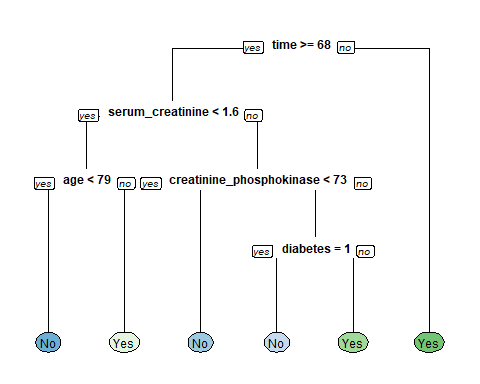 yes time >= 68 no
yes serum_creatinine < 1.6 no
yes age < 79 no yes creatinine_phosphokinase < 73 no
yes diabetes = 1 no
No Yes No No Yes Yes